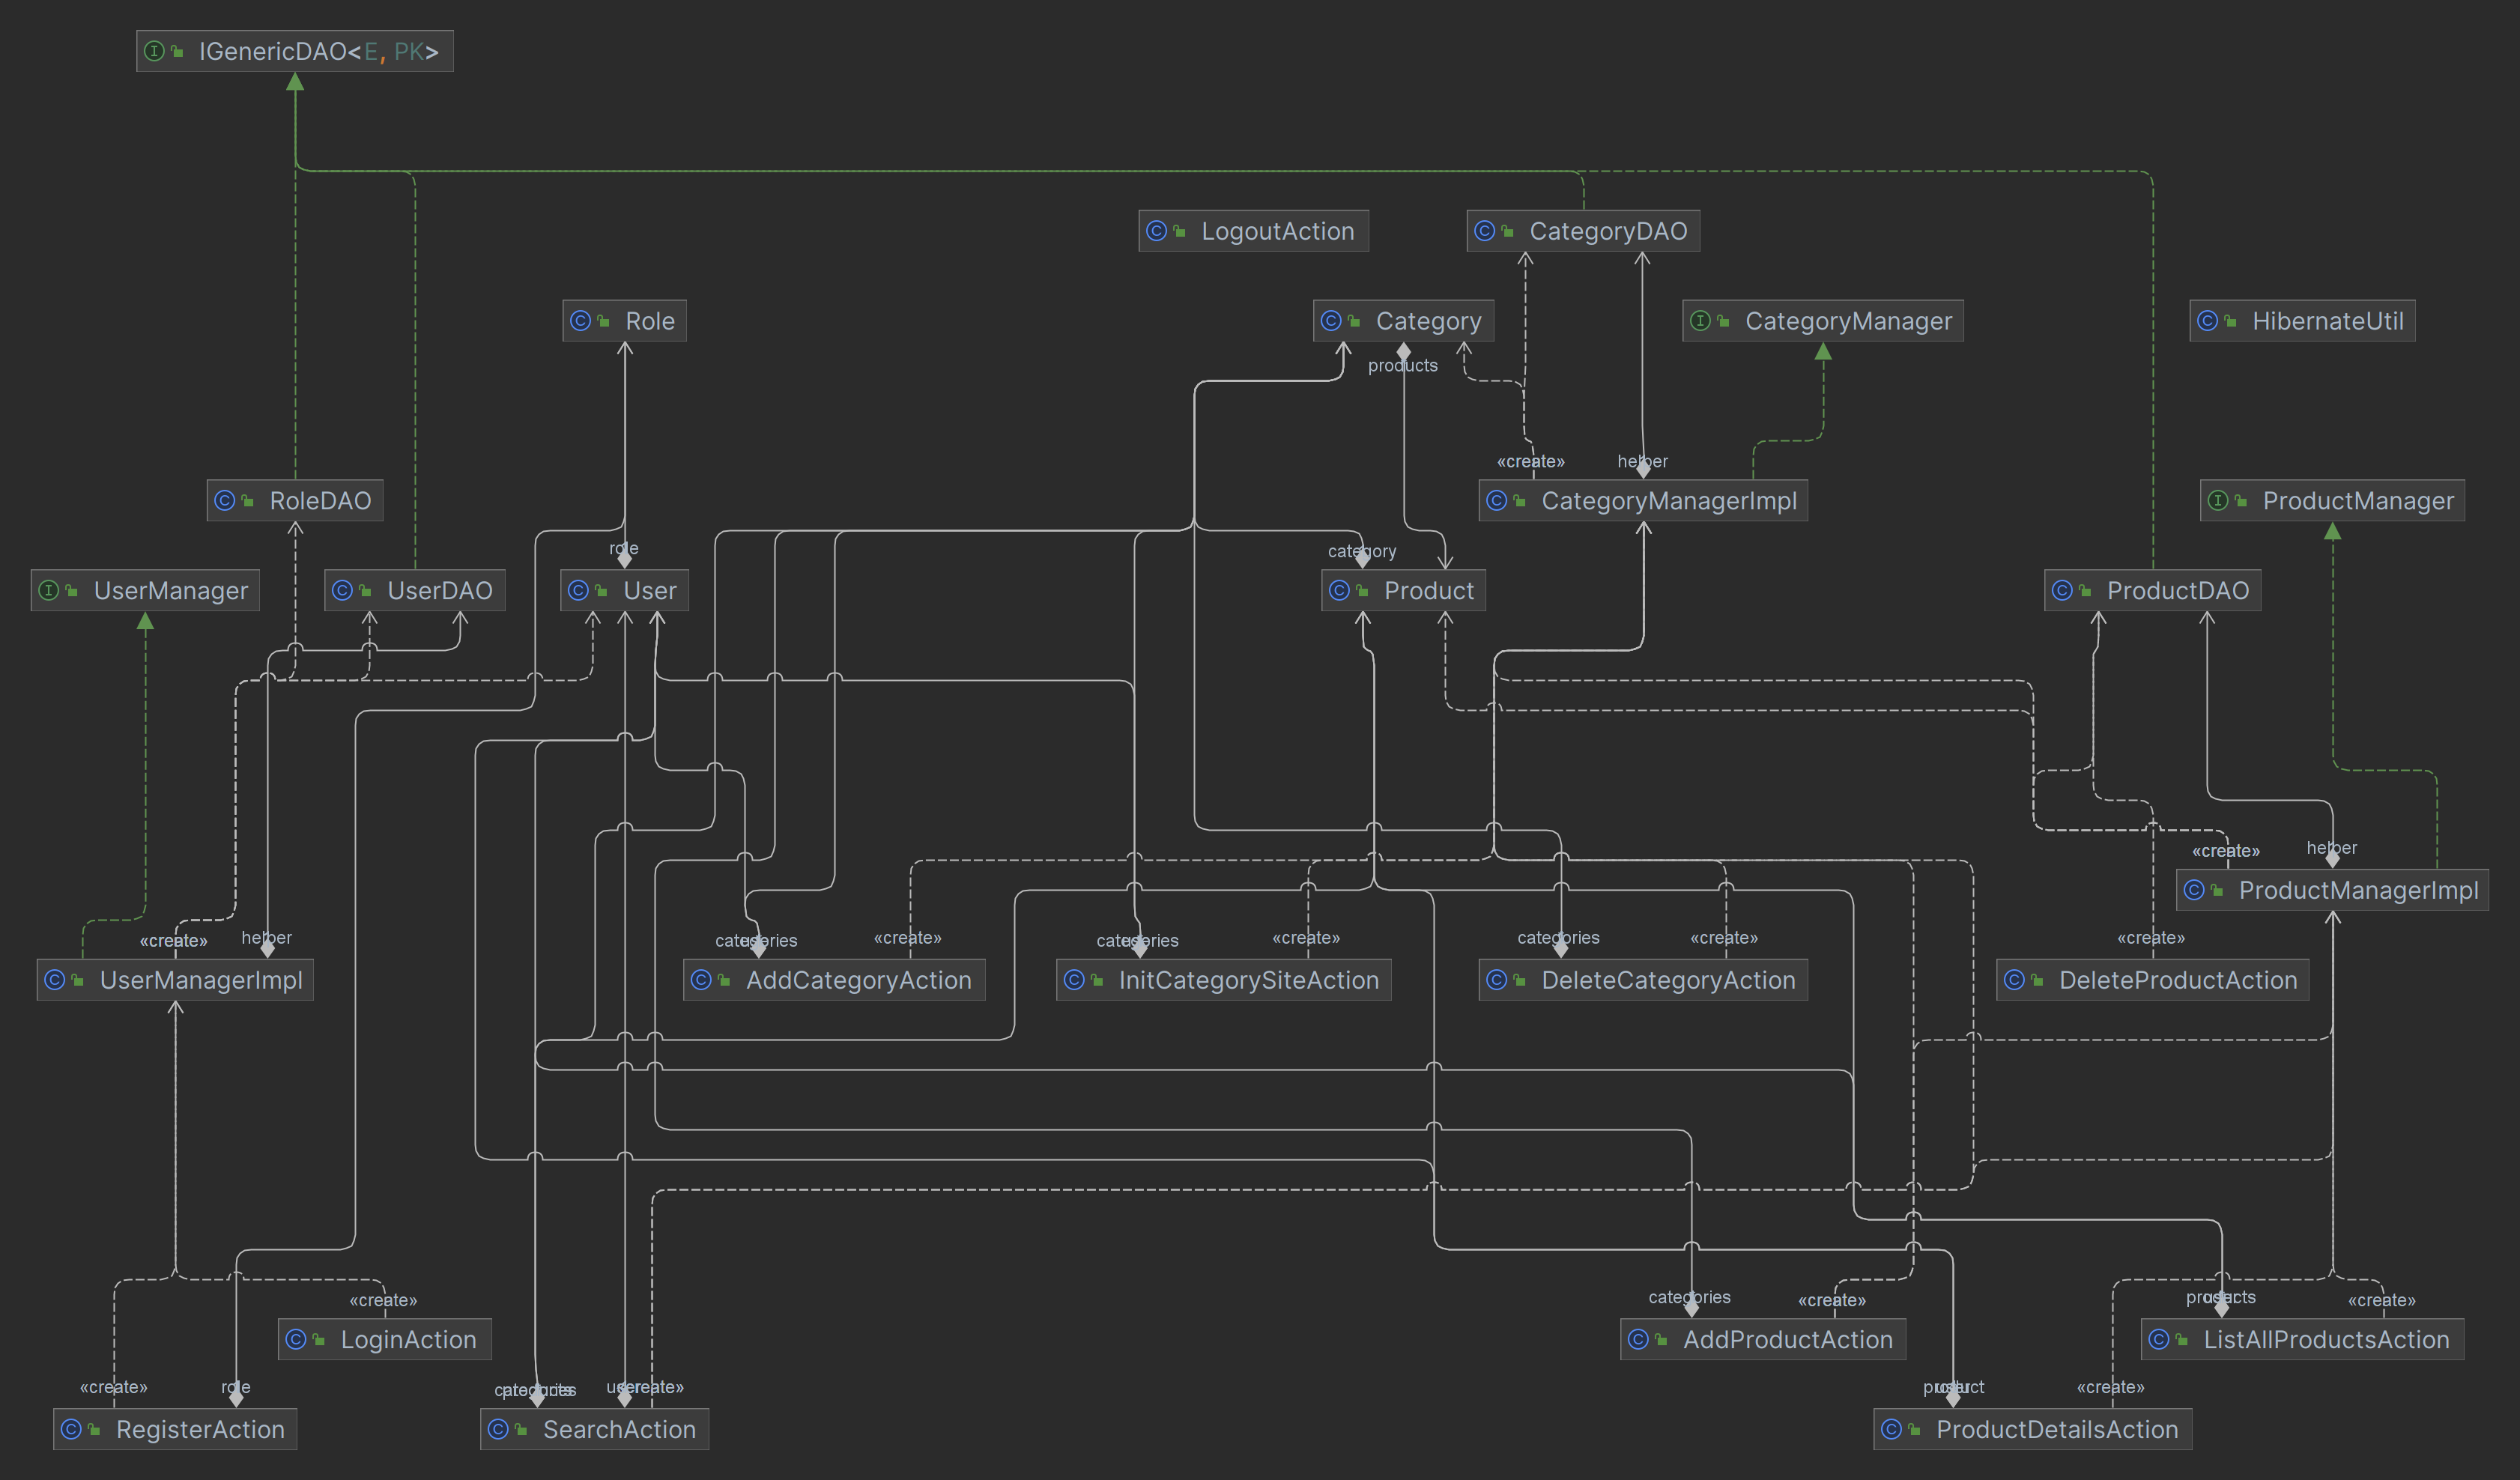 IGenericDAO<E, PK>
LogoutAction
CategoryDAO
Role
Category
CategoryManager
HibernateUtil
products
«create»
helper
RoleDAO
CategoryManagerImpl
ProductManager
role
category
UserManager
UserDAO
User
Product
ProductDAO
«create»
helper
ProductManagerImpl
«create»
helper
categories
«create»
categories
«create»
categories
«create»
«create»
UserManagerImpl
AddCategoryAction
InitCategorySiteAction
DeleteCategoryAction
DeleteProductAction
«create»
categories
«create»
products
«create»
LoginAction
AddProductAction
ListAllProductsAction
«create»
role
categories
«create»
product
«create»
RegisterAction
SearchAction
ProductDetailsAction